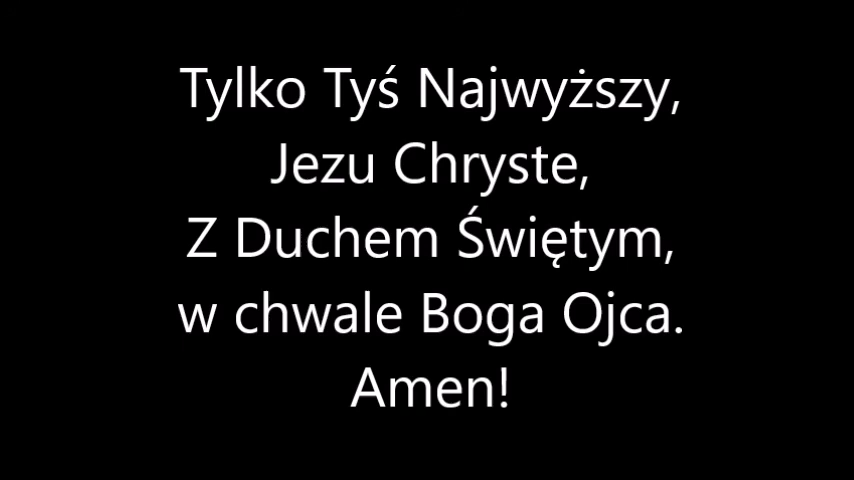 Tylko Tyś Najwyższy,
Jezu Chryste,
Z Duchem Świętym,
w chwale Boga Ojca.
Amen!